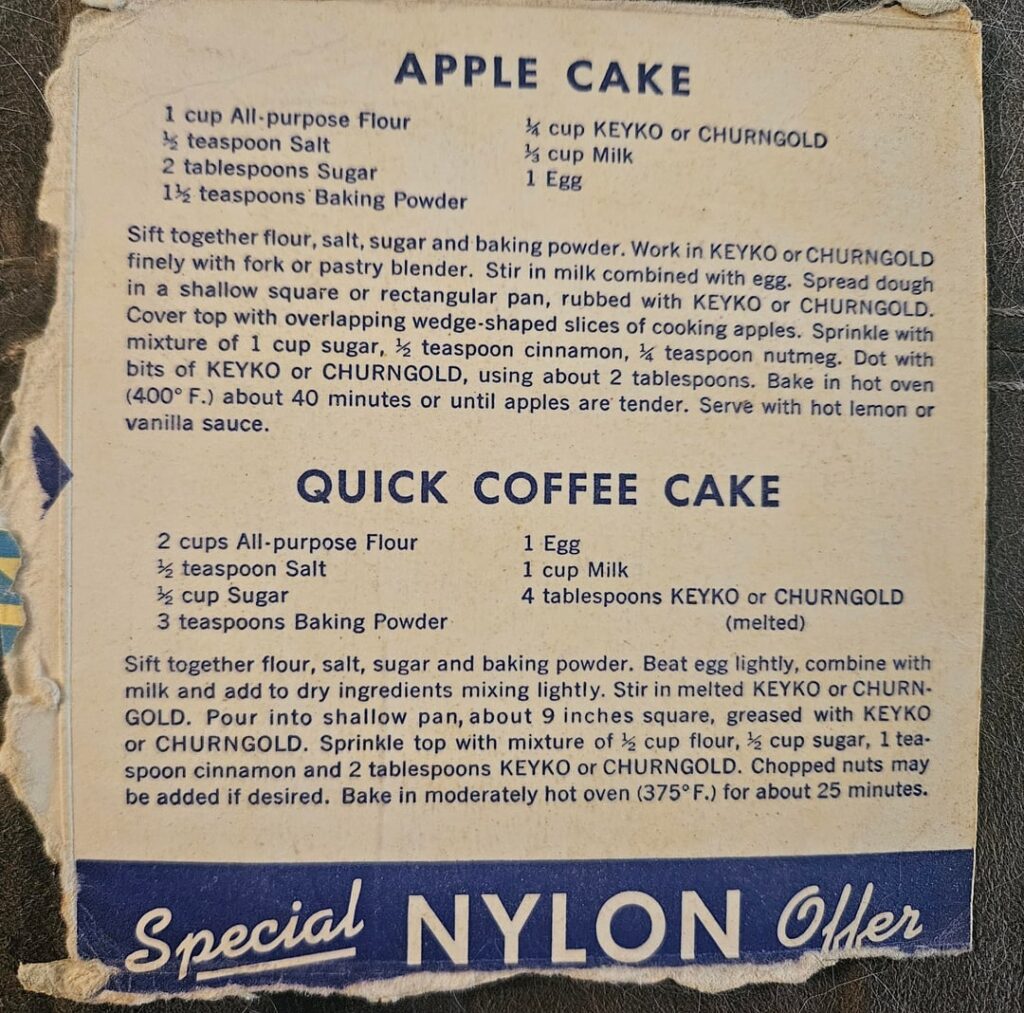 APPLE CAKE
1 cup All-purpose Flour
½ teaspoon Salt
2 tablespoons Sugar
1½ teaspoons Baking Powder
¼ cup KEYKO or CHURNGOLD
⅓ cup Milk
1 Egg
Sift together flour, salt, sugar and baking powder. Work in KEYKO or CHURNGOLD
finely with fork or pastry blender. Stir in milk combined with egg. Spread dough
in a shallow square or rectangular pan, rubbed with KEYKO or CHURNGOLD.
Cover top with overlapping wedge-shaped slices of cooking apples. Sprinkle with
mixture of 1 cup sugar, ½ teaspoon cinnamon, ¼ teaspoon nutmeg. Dot with
bits of KEYKO or CHURNGOLD, using about 2 tablespoons. Bake in hot oven
(400° F.) about 40 minutes or until apples are tender. Serve with hot lemon or
vanilla sauce.
QUICK COFFEE CAKE
2 cups All-purpose Flour
½ teaspoon Salt
½ cup Sugar
3 teaspoons Baking Powder
1 Egg
1 cup Milk
4 tablespoons KEYKO or CHURNGOLD
(melted)
Sift together flour, salt, sugar and baking powder. Beat egg lightly, combine with
milk and add to dry ingredients mixing lightly. Stir in melted KEYKO or CHURN-
GOLD. Pour into shallow pan, about 9 inches square, greased with KEYKO
or CHURNGOLD. Sprinkle top with mixture of ½ cup flour, ½ cup sugar, 1 tea-
spoon cinnamon and 2 tablespoons KEYKO or CHURNGOLD. Chopped nuts may
be added if desired. Bake in moderately hot oven (375° F.) for about 25 minutes.
Special NYLON Offer